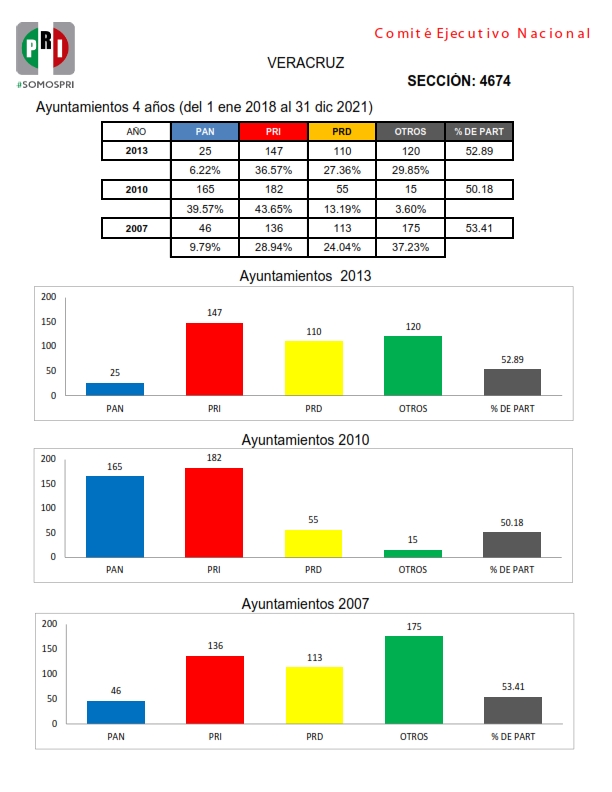 Comité Ejecutivo Nacional
PRI
#SOMOSPRI
VERACRUZ
SECCIÓN: 4674
Ayuntamientos 4 años (del 1 ene 2018 al 31 dic 2021)
AÑO PAN PRI PRD OTROS % DE PART
2013 25 147 110 120 52.89
6.22% 36.57% 27.36% 29.85%
2010 165 182 55 15 50.18
39.57% 43.65% 13.19% 3.60%
2007 46 136 113 175 53.41
9.79% 28.94% 24.04% 37.23%
Ayuntamientos 2013
200
150
100
50
0
25 147 110 120 52.89
PAN PRI PRD OTROS % DE PART
Ayuntamientos 2010
200
150
100
50
0
165 182 55 15 50.18
PAN PRI PRD OTROS % DE PART
Ayuntamientos 2007
200
150
100
50
0
46 136 113 175 53.41
PAN PRI PRD OTROS % DE PART